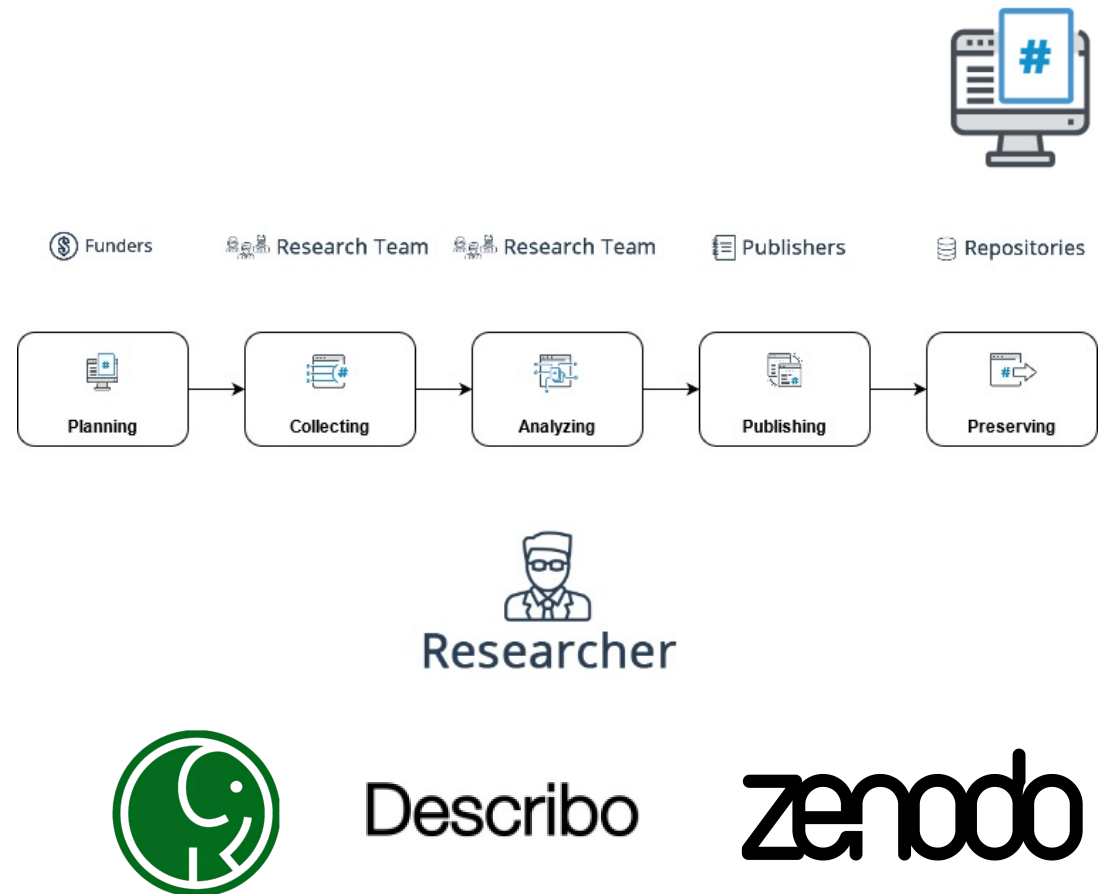 #
Funders
Research Team
Research Team
Publishers
Repositories
#
Planning
#
Collecting
Analyzing
#
Publishing
#
Preserving
Researcher
Describo
zenodo